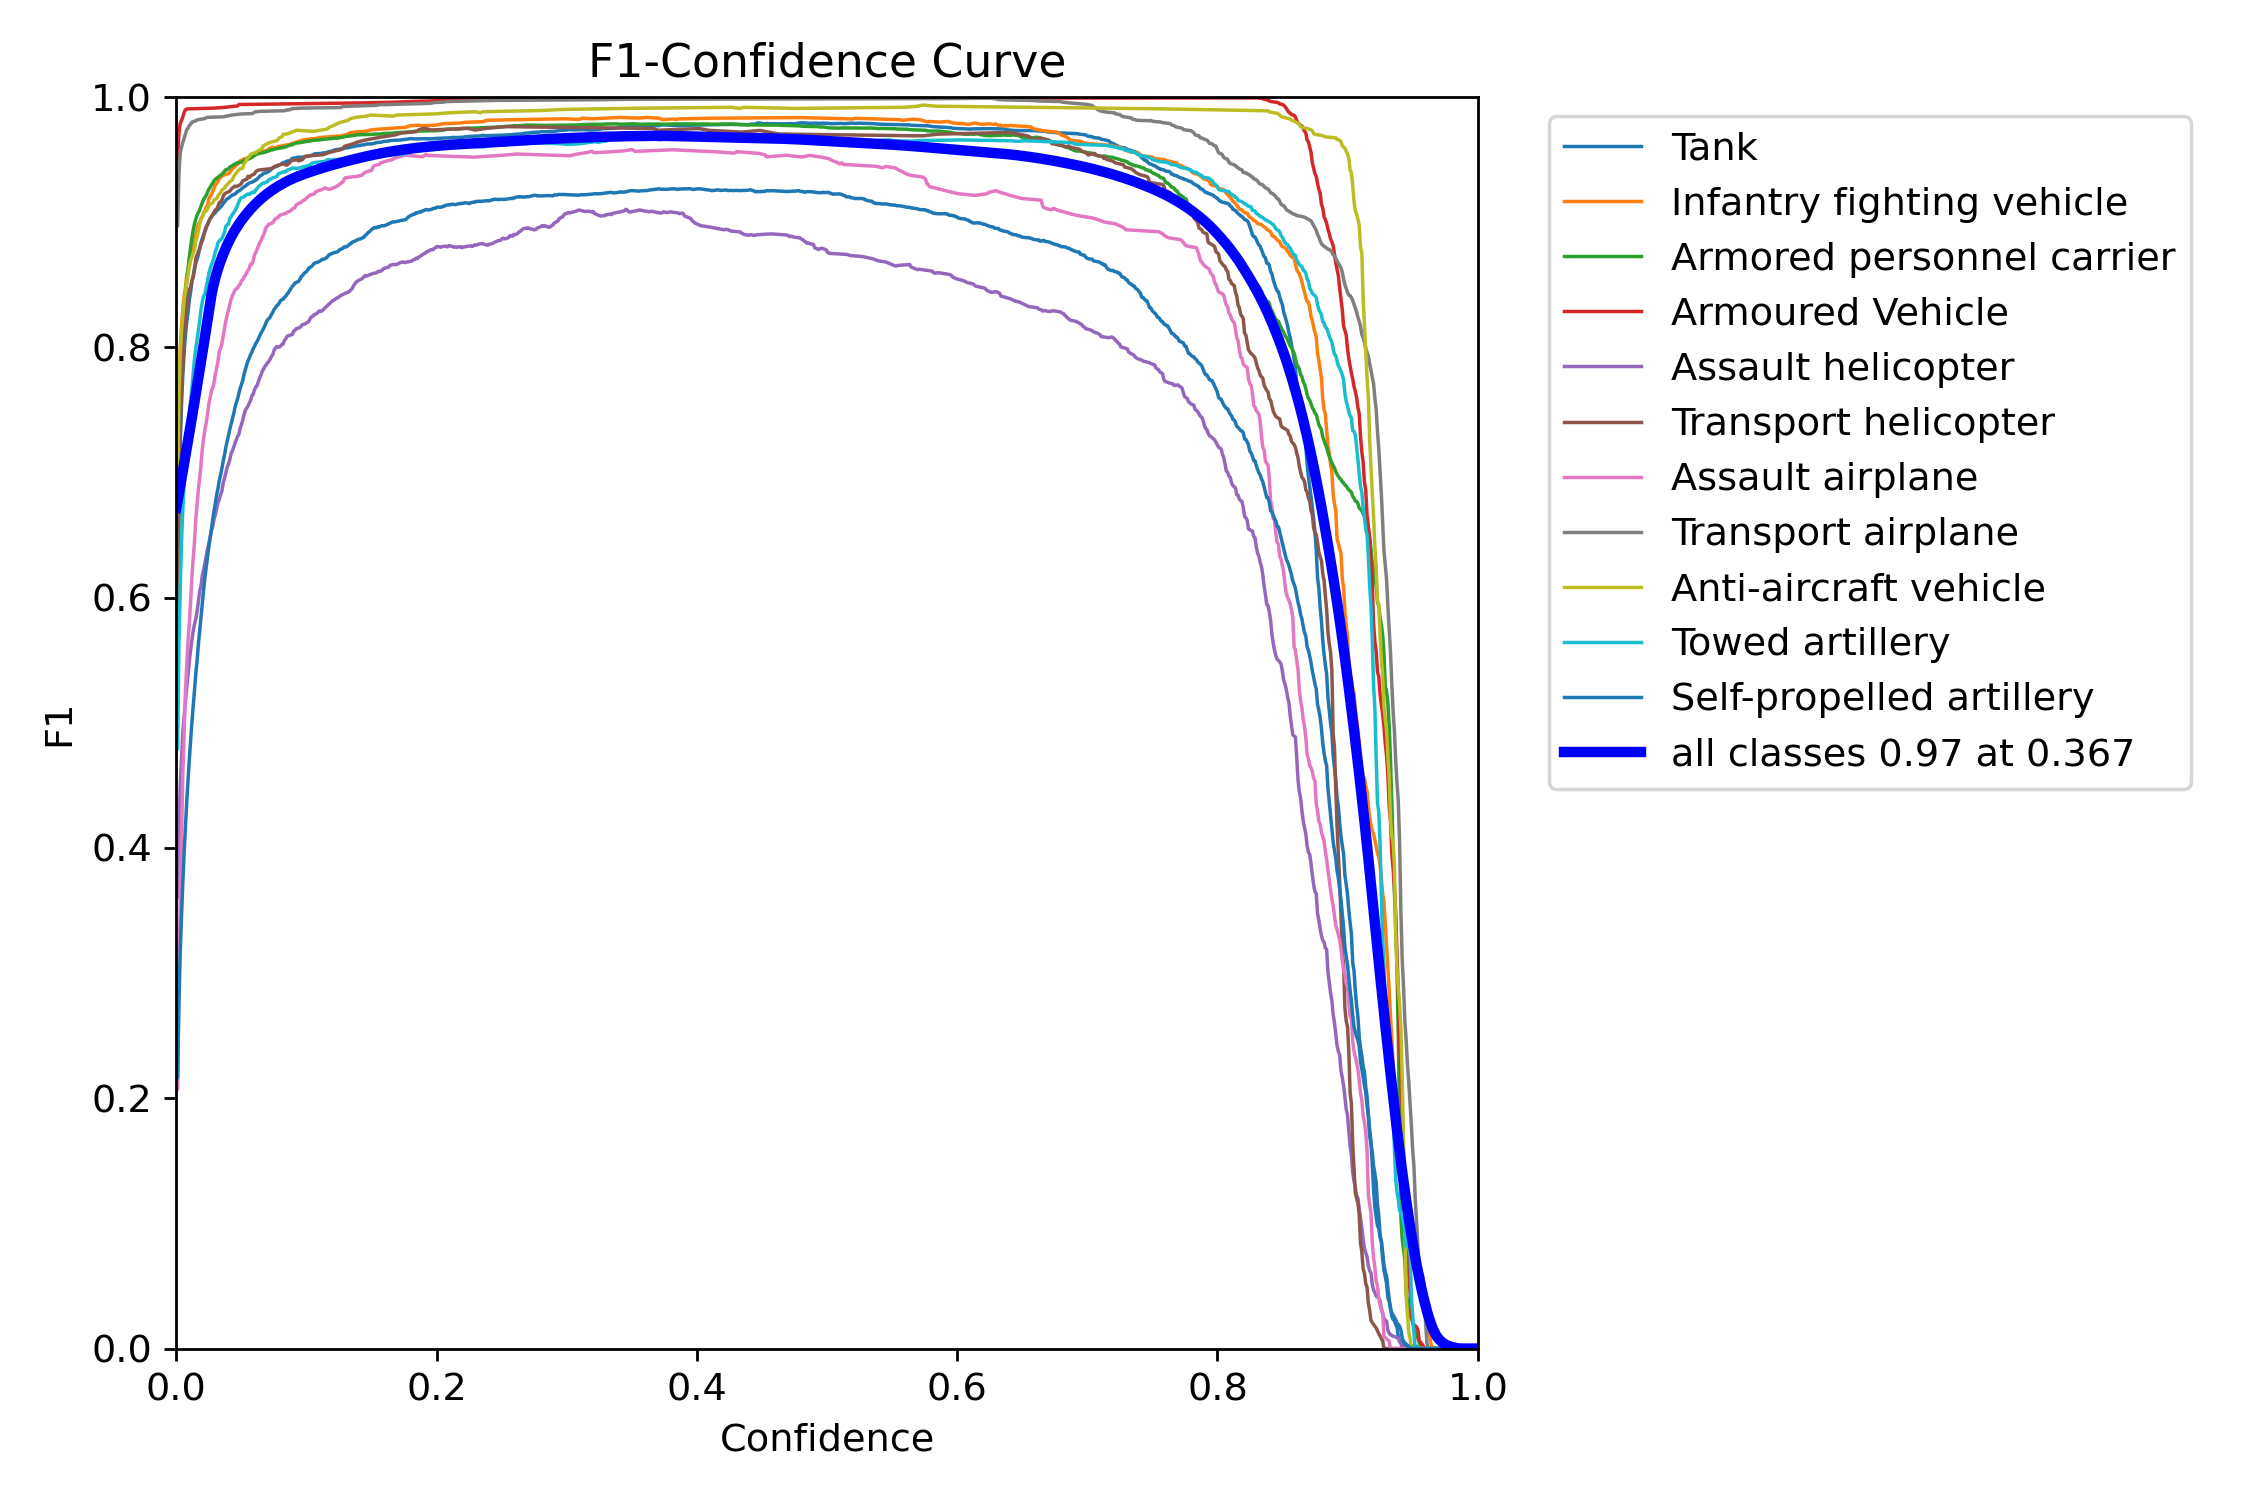 F1-Confidence Curve
1.0
0.8
0.6
0.4
0.2
0.0
F1
0.0 0.2 0.4 0.6 0.8 1.0
Confidence
Tank
Infantry fighting vehicle
Armored personnel carrier
Armoured Vehicle
Assault helicopter
Transport helicopter
Assault airplane
Transport airplane
Anti-aircraft vehicle
Towed artillery
Self-propelled artillery
all classes 0.97 at 0.367